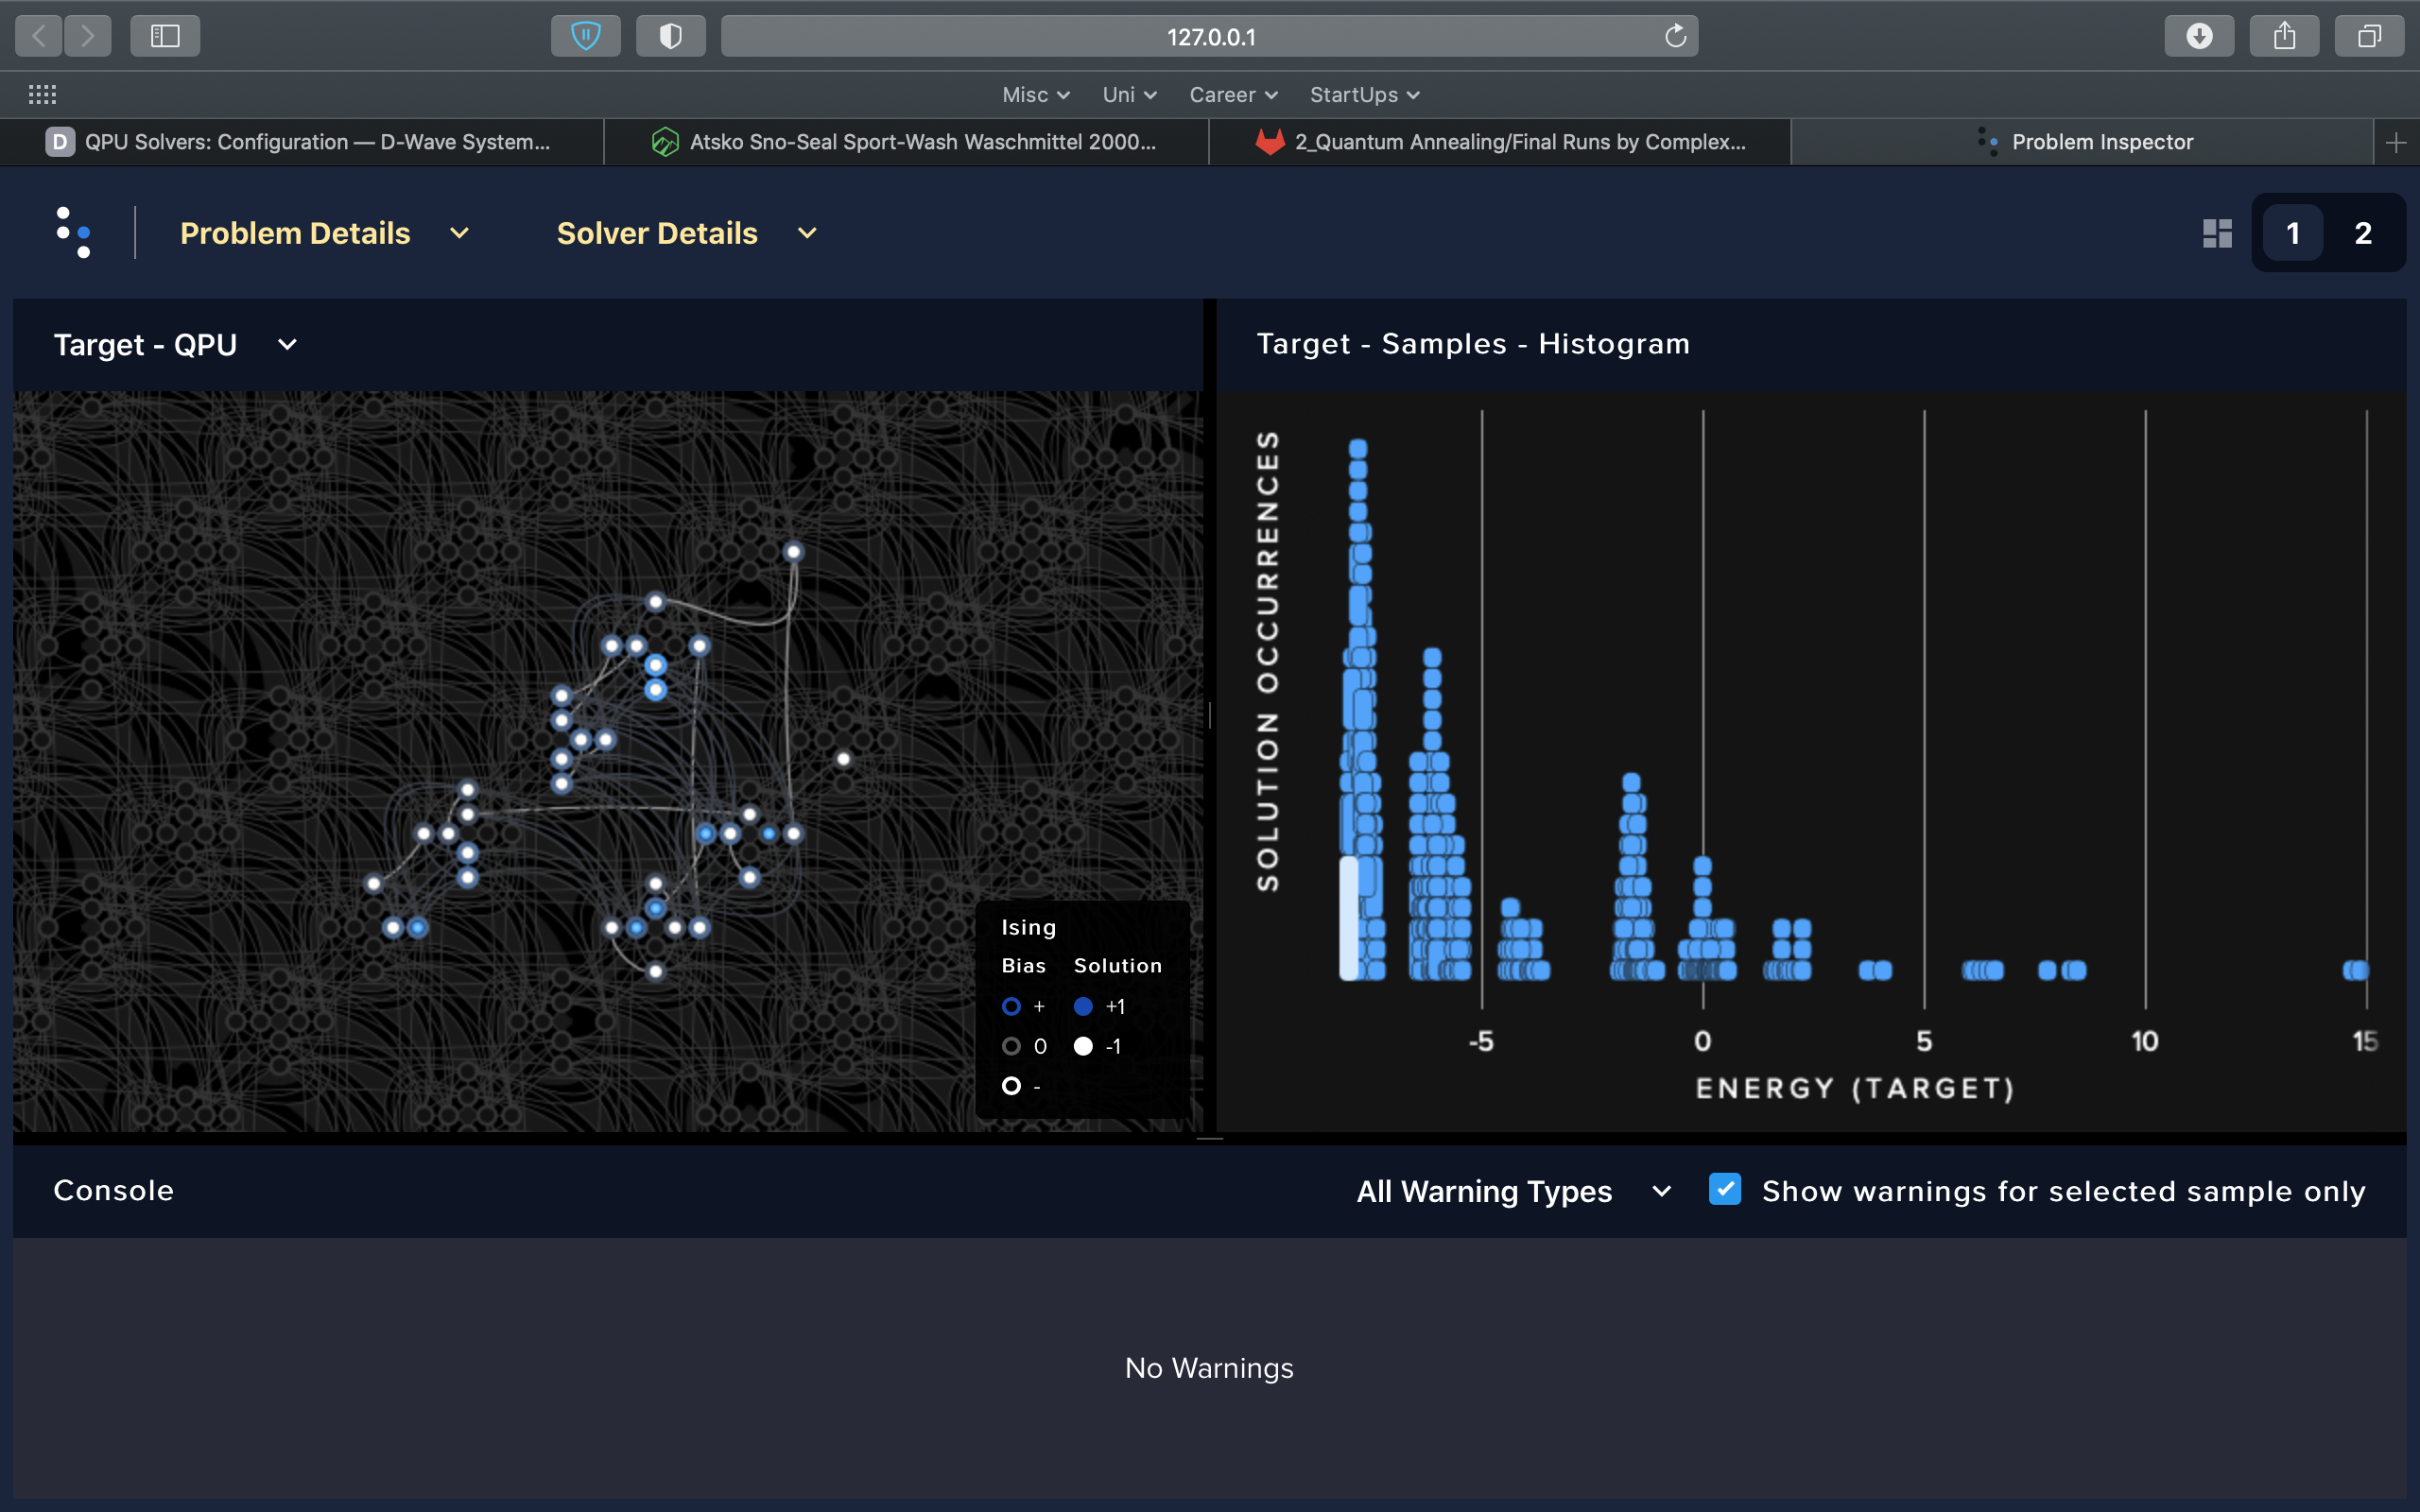 127.0.0.1
Misc Uni Career StartUps
D QPU Solvers: Configuration — D-Wave System...
Atsko Sno-Seal Sport-Wash Waschmittel 2000...
2_Quantum Annealing/Final Runs by Complex...
Problem Inspector
Problem Details
Solver Details
1 2
Target - QPU
Target - Samples - Histogram
SOLUTION OCCURRENCES
Ising
Bias Solution
+ +1
0 -1
-
-5 0 5 10 15
ENERGY (TARGET)
Console
All Warning Types
Show warnings for selected sample only
No Warnings